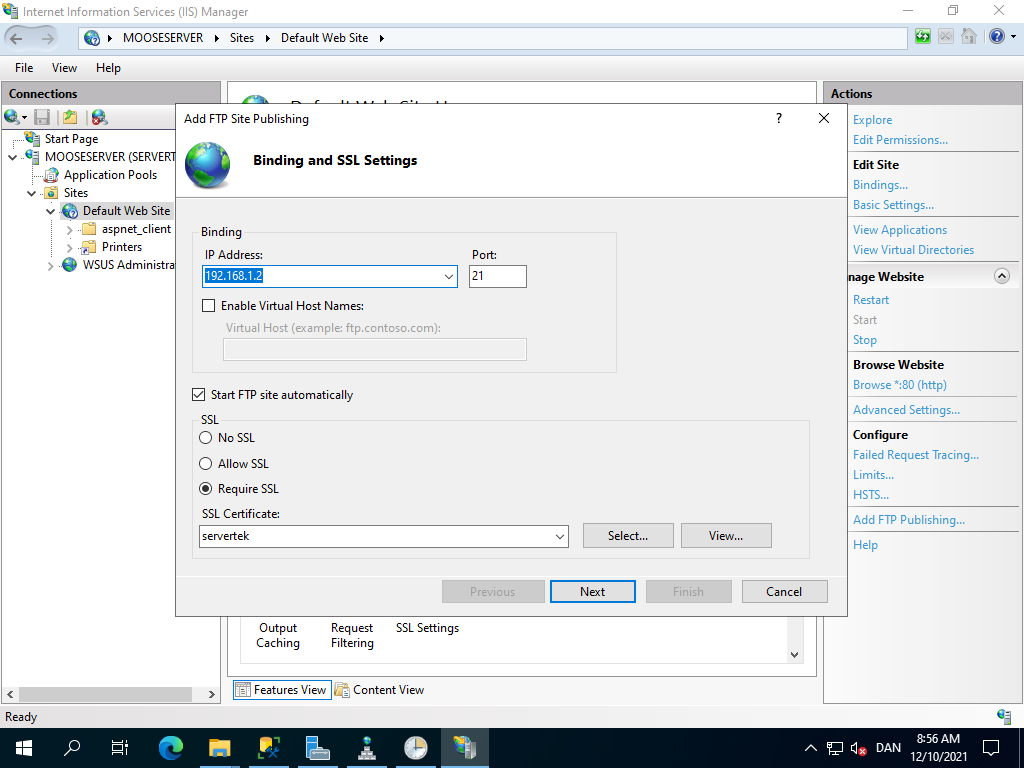 Internet Information Services (IIS) Manager
MOOSESERVER
Sites
Default Web Site
File View Help
Connections
Start Page
MOOSESERVER (SERVERT
Application Pools
Sites
Default Web Site
aspnet_client
Printers
WSUS Administra
Add FTP Site Publishing
?
Binding and SSL Settings
Binding
IP Address:
Port:
192.168.1.2
21
Enable Virtual Host Names:
Virtual Host (example: ftp.contoso.com):
Start FTP site automatically
SSL
No SSL
Allow SSL
Require SSL
SSL Certificate:
servertek
Select...
View...
Previous
Next
Finish
Cancel
Output
Caching
Request
Filtering
SSL Settings
Features View
Content View
Actions
Explore
Edit Permissions...
Edit Site
Bindings...
Basic Settings...
View Applications
View Virtual Directories
nage Website
Restart
Start
Stop
Browse Website
Browse *:80 (http)
Advanced Settings...
Configure
Failed Request Tracing...
Limits...
HSTS...
Add FTP Publishing...
Help
Ready
DAN
8:56 AM
12/10/2021